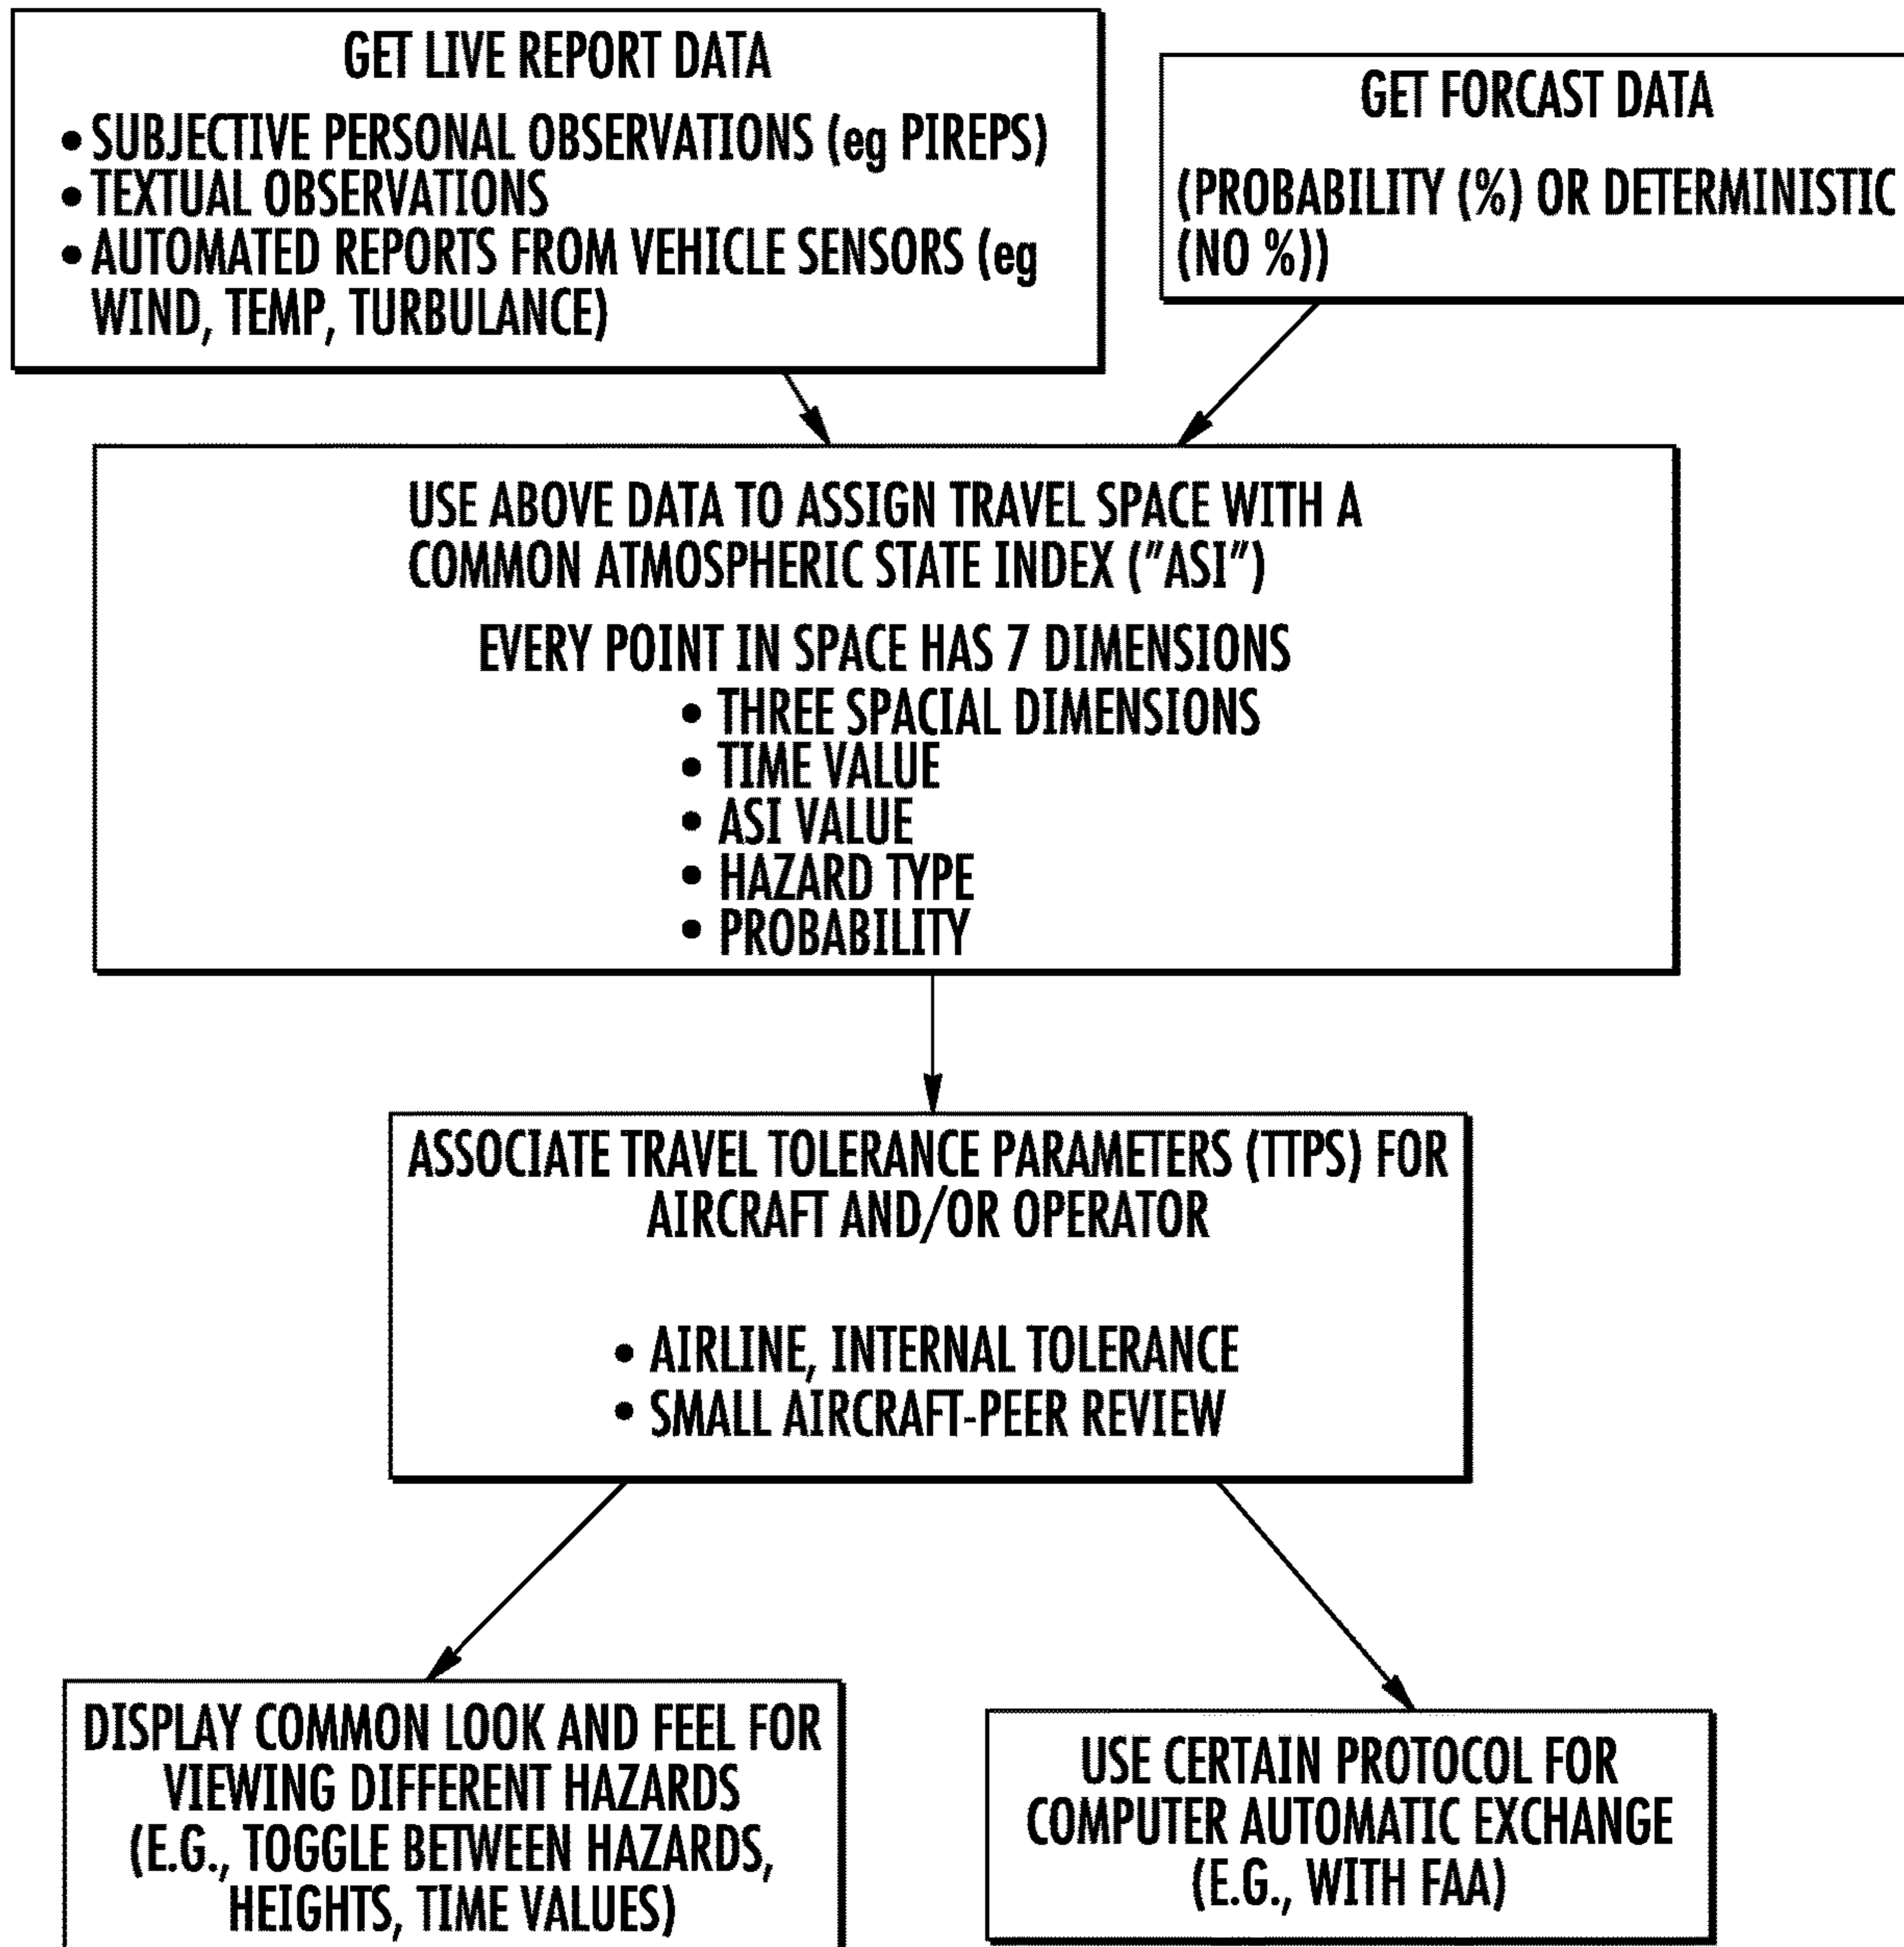 GET LIVE REPORT DATA
• SUBJECTIVE PERSONAL OBSERVATIONS (eg PIREPS)
• TEXTUAL OBSERVATIONS
• AUTOMATED REPORTS FROM VEHICLE SENSORS (eg
WIND, TEMP, TURBULANCE)
GET FORCAST DATA
(PROBABILITY (%) OR DETERMINISTIC
(NO %))
USE ABOVE DATA TO ASSIGN TRAVEL SPACE WITH A
COMMON ATMOSPHERIC STATE INDEX ("ASI")
EVERY POINT IN SPACE HAS 7 DIMENSIONS
• THREE SPACIAL DIMENSIONS
• TIME VALUE
• ASI VALUE
• HAZARD TYPE
• PROBABILITY
ASSOCIATE TRAVEL TOLERANCE PARAMETERS (TTPS) FOR
AIRCRAFT AND/OR OPERATOR
• AIRLINE, INTERNAL TOLERANCE
• SMALL AIRCRAFT-PEER REVIEW
DISPLAY COMMON LOOK AND FEEL FOR
VIEWING DIFFERENT HAZARDS
(E.G., TOGGLE BETWEEN HAZARDS,
HEIGHTS, TIME VALUES)
USE CERTAIN PROTOCOL FOR
COMPUTER AUTOMATIC EXCHANGE
(E.G., WITH FAA)